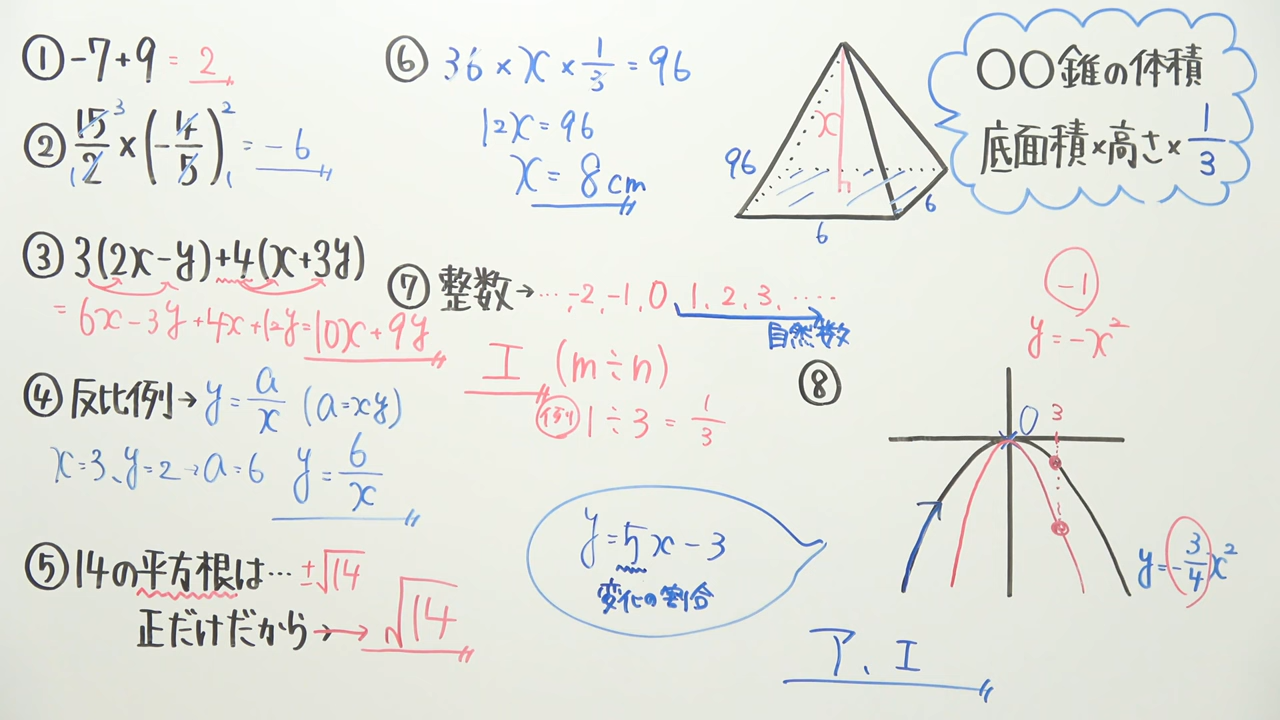 ① -7+9 = 2
② 15/2 × (-4/5) = -6
3 2
1 1
③ 3(2x-y)+4(x+3y)
= 6x-3y+4x+12y=10x+9y
④ 反比例→ y=a/x (a=xy)
x=3、y=2→a=6 y=6/x
⑤ 14の平方根は… ±√14
正だけだから→→ √14
⑥ 36×x×1/3=96
12x=96
x=8cm
x
96
6
6
〇〇錐の体積
底面積×高さ×1/3
⑦ 整数→…,-2,-1,0,1,2,3,……
自然数
エ (m÷n)
例 1÷3=1/3
y=5x-3
変化の割合
⑧
-1
y=-x²
0
3
y=-3/4x²
ア、エ